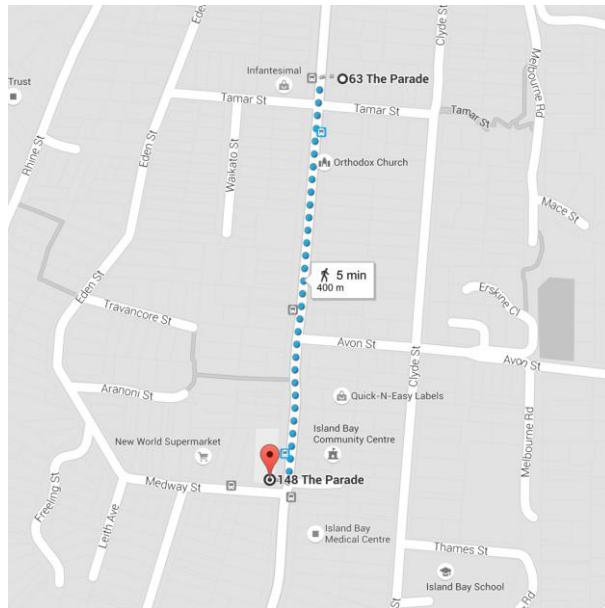 Clyde St
Melbourne Rd
Infantesimal
63 The Parade
Trust
Tamar St
Tamar St
Tamar St
Eden St
Rhine St
Waikato St
Orthodox Church
Mace St
5 min
400 m
Eden St
Erskine Cl
Travancore St
Avon St
Clyde St
Avon St
Aranoni St
Quick-N-Easy Labels
New World Supermarket
Island Bay
Community Centre
Melbourne Rd
148 The Parade
Medway St
Freeling St
Leith Ave
Island Bay
Medical Centre
Thames St
Island Bay School
Rd